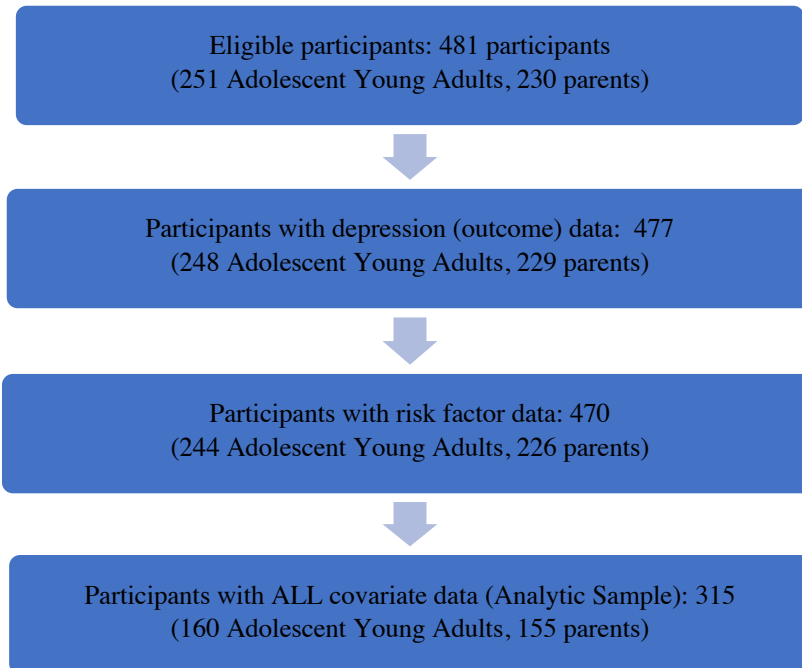 Eligible participants: 481 participants
(251 Adolescent Young Adults, 230 parents)
Participants with depression (outcome) data: 477
(248 Adolescent Young Adults, 229 parents)
Participants with risk factor data: 470
(244 Adolescent Young Adults, 226 parents)
Participants with ALL covariate data (Analytic Sample): 315
(160 Adolescent Young Adults, 155 parents)